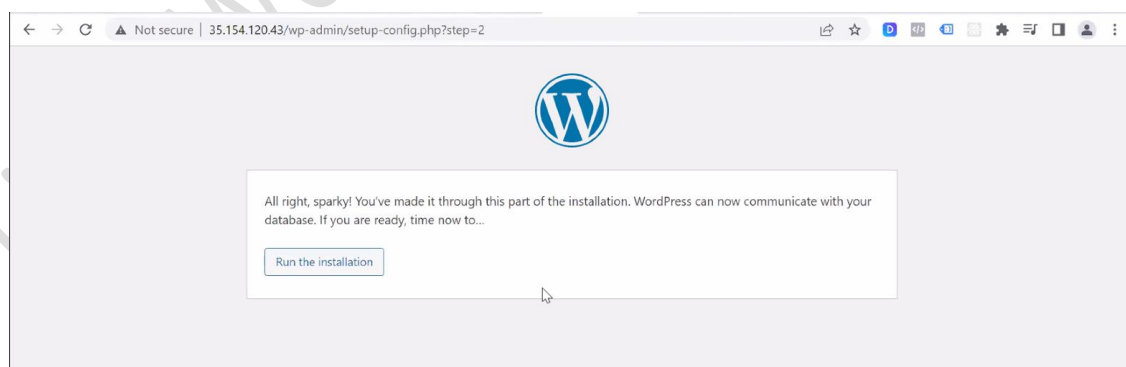 Not secure | 35.154.120.43/wp-admin/setup-config.php?step=2
All right, sparky! You've made it through this part of the installation. WordPress can now communicate with your
database. If you are ready, time now to...
Run the installation